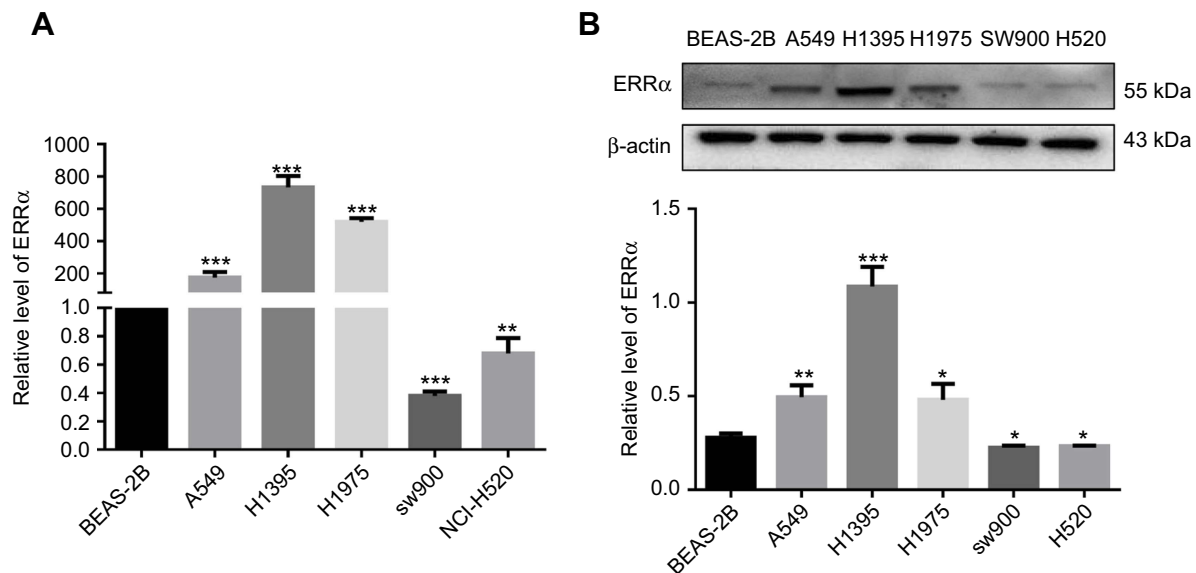 A
Relative level of ERRα
1000
800
600
400
200
1.0
0.8
0.6
0.4
0.2
0.0
***
***
***
***
**
BEAS-2B
A549
H1395
H1975
sw900
NCI-H520
B
BEAS-2B A549 H1395 H1975 SW900 H520
ERRα 55 kDa
β-actin 43 kDa
Relative level of ERRα
1.5
1.0
0.5
0.0
**
***
*
*
*
BEAS-2B
A549
H1395
H1975
sw900
H520